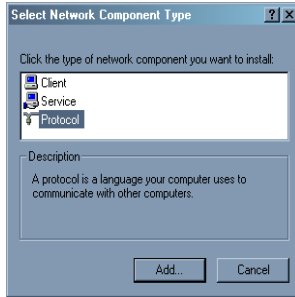 Select Network Component Type
Click the type of network component you want to install:
Client
Service
Protocol
Description
A protocol is a language your computer uses to
communicate with other computers.
Add...
Cancel